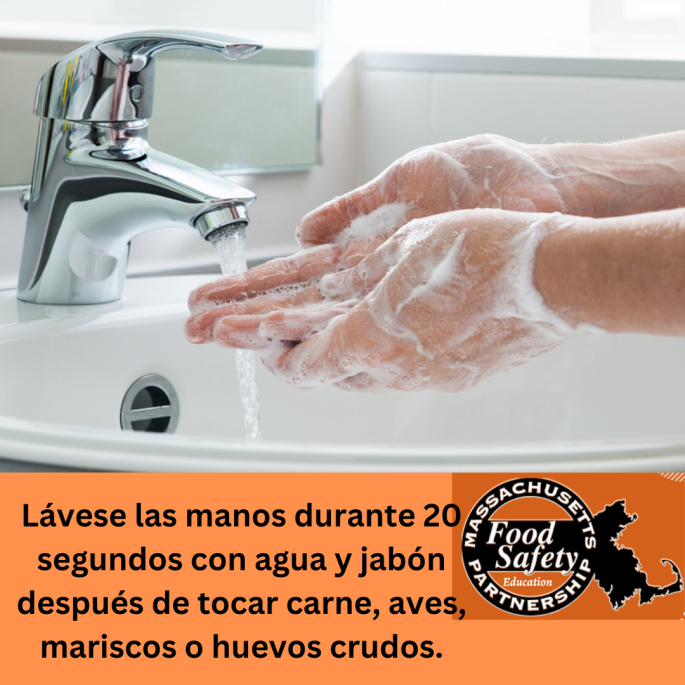 Lávese las manos durante 20
segundos con agua y jabón
después de tocar carne, aves,
mariscos o huevos crudos.
MASSACHUSETTS
Food
Safety
Education
PARTNERSHIP